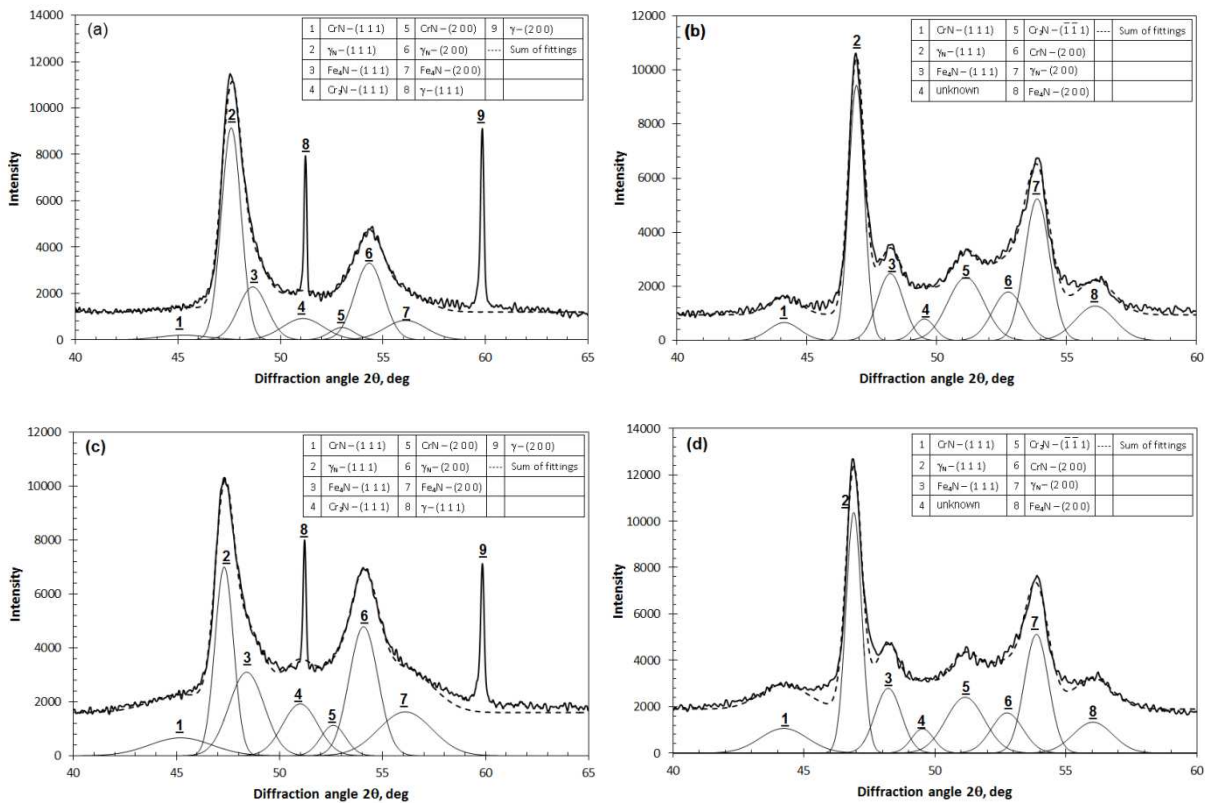 (a)
1 CrN–(1 1 1) 5 CrN–(2 0 0) 9 γ–(2 0 0)
2 γN–(1 1 1) 6 γN–(2 0 0) ---- Sum of fittings
3 Fe₄N–(1 1 1) 7 Fe₄N–(2 0 0)
4 Cr₂N–(1 1 1) 8 γ–(1 1 1)
14000
12000
10000
8000
6000
4000
2000
0
Intensity
1 2 3 4 5 6 7 8 9
40 45 50 55 60 65
Diffraction angle 2θ, deg
(b)
1 CrN–(1 1 1) 5 Cr₂N–(1̅ 1̅ 1) ---- Sum of fittings
2 γN–(1 1 1) 6 CrN–(2 0 0)
3 Fe₄N–(1 1 1) 7 γN–(2 0 0)
4 unknown 8 Fe₄N–(2 0 0)
12000
10000
8000
6000
4000
2000
0
Intensity
1 2 3 4 5 6 7 8
40 45 50 55 60
Diffraction angle 2θ, deg
(c)
1 CrN–(1 1 1) 5 CrN–(2 0 0) 9 γ–(2 0 0)
2 γN–(1 1 1) 6 γN–(2 0 0) ---- Sum of fittings
3 Fe₄N–(1 1 1) 7 Fe₄N–(2 0 0)
4 Cr₂N–(1 1 1) 8 γ–(1 1 1)
12000
10000
8000
6000
4000
2000
0
Intensity
1 2 3 4 5 6 7 8 9
40 45 50 55 60 65
Diffraction angle 2θ, deg
(d)
1 CrN–(1 1 1) 5 Cr₂N–(1̅ 1̅ 1) ---- Sum of fittings
2 γN–(1 1 1) 6 CrN–(2 0 0)
3 Fe₄N–(1 1 1) 7 γN–(2 0 0)
4 unknown 8 Fe₄N–(2 0 0)
14000
12000
10000
8000
6000
4000
2000
0
Intensity
1 2 3 4 5 6 7 8
40 45 50 55 60
Diffraction angle 2θ, deg